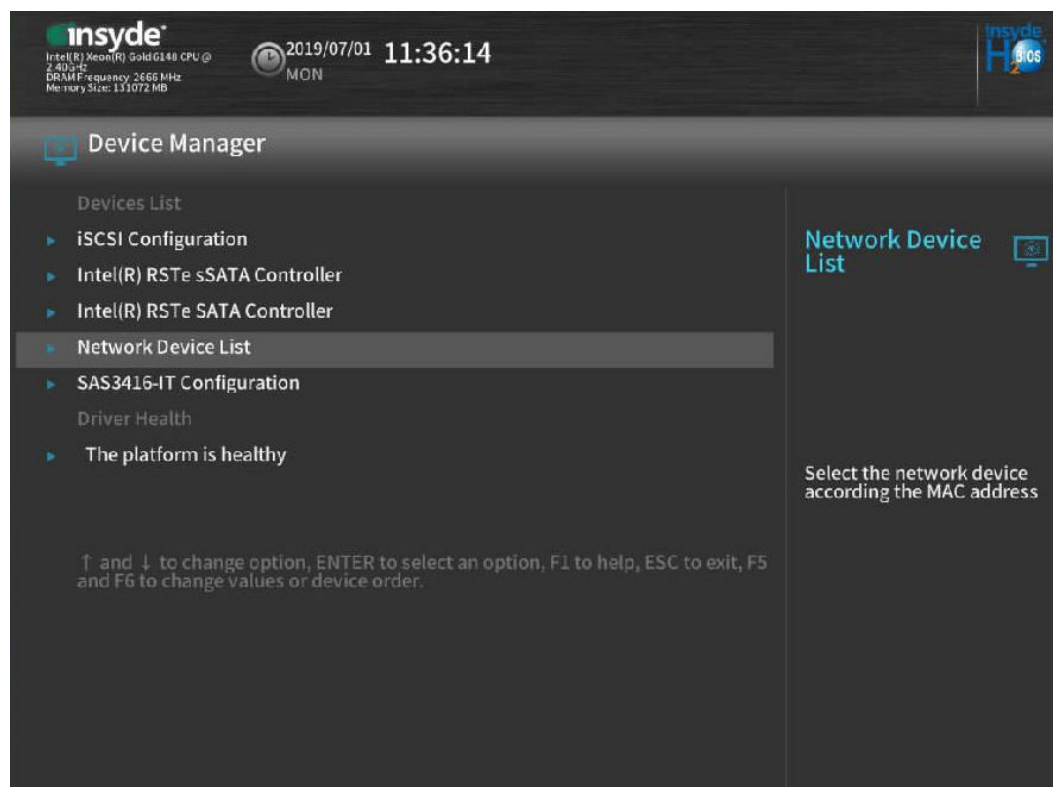 insyde
Intel(R) Xeon(R) Gold 6148 CPU @
2.40GHz
DRAM Frequency: 2666 MHz
Memory Size: 131072 MB
2019/07/01 11:36:14
MON
insyde
H2O BIOS
Device Manager
Devices List
iSCSI Configuration
Intel(R) RSTe sSATA Controller
Intel(R) RSTe SATA Controller
Network Device List
SAS3416-IT Configuration
Driver Health
The platform is healthy
↑ and ↓ to change option, ENTER to select an option, F1 to help, ESC to exit, F5
and F6 to change values or device order.
Network Device
List
Select the network device
according the MAC address